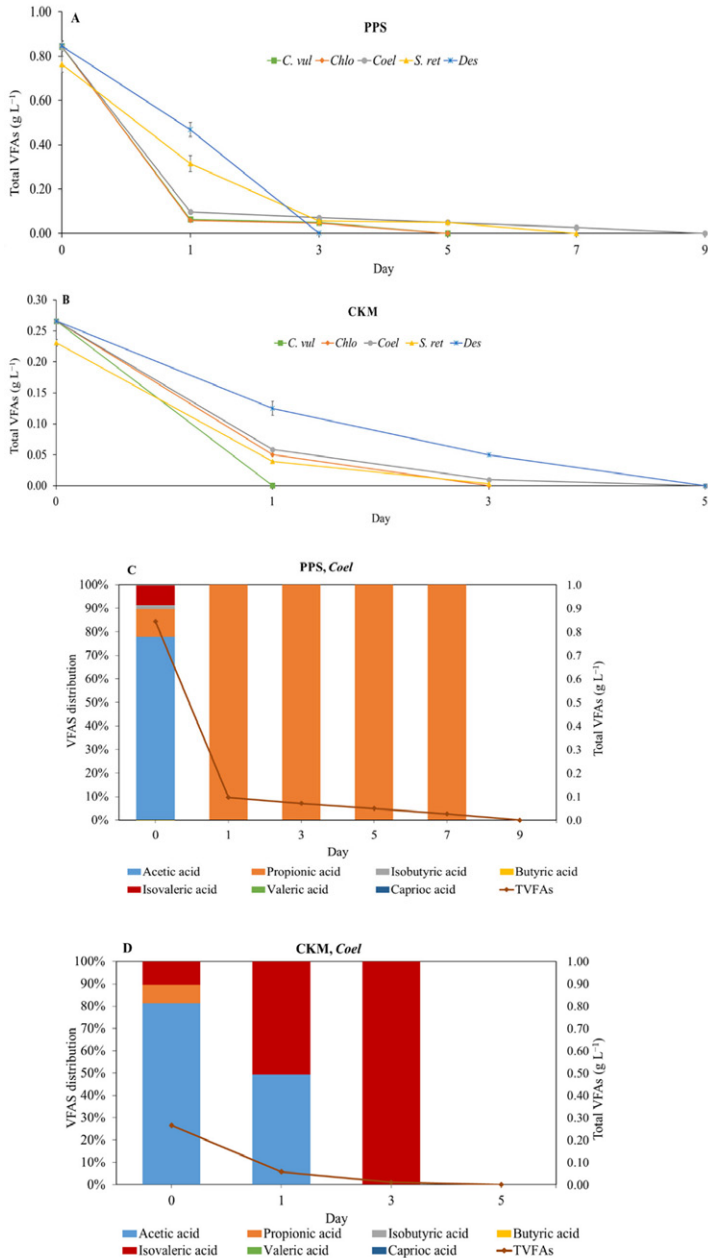 A
PPS
C. vul Chlo Coel S. ret Des
Total VFAs (g L⁻¹)
1.00
0.80
0.60
0.40
0.20
0.00
0 1 3 5 7 9
Day
B
CKM
C. vul Chlo Coel S. ret Des
Total VFAs (g L⁻¹)
0.30
0.25
0.20
0.15
0.10
0.05
0.00
0 1 3 5
Day
C
PPS, Coel
VFAS distribution
100%
90%
80%
70%
60%
50%
40%
30%
20%
10%
0%
1.0
0.9
0.8
0.7
0.6
0.5
0.4
0.3
0.2
0.1
0.0
Total VFAs (g L⁻¹)
0 1 3 5 7 9
Day
Acetic acid Propionic acid Isobutyric acid Butyric acid
Isovaleric acid Valeric acid Caprioc acid TVFAs
D
CKM, Coel
VFAS distribution
100%
90%
80%
70%
60%
50%
40%
30%
20%
10%
0%
1.00
0.90
0.80
0.70
0.60
0.50
0.40
0.30
0.20
0.10
0.00
Total VFAs (g L⁻¹)
0 1 3 5
Day
Acetic acid Propionic acid Isobutyric acid Butyric acid
Isovaleric acid Valeric acid Caprioc acid TVFAs